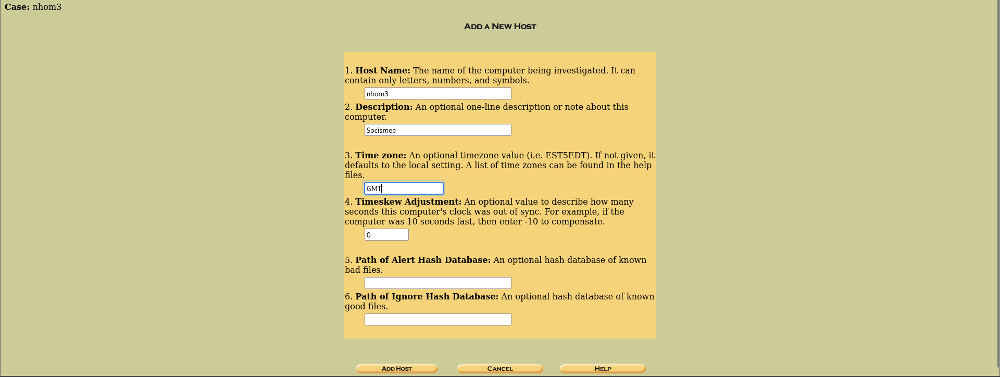 Case: nhom3
ADD A NEW HOST
1. Host Name: The name of the computer being investigated. It can
contain only letters, numbers, and symbols.
nhom3
2. Description: An optional one-line description or note about this
computer.
Socismee
3. Time zone: An optional timezone value (i.e. EST5EDT). If not given, it
defaults to the local setting. A list of time zones can be found in the help
files.
GMT
4. Timeskew Adjustment: An optional value to describe how many
seconds this computer's clock was out of sync. For example, if the
computer was 10 seconds fast, then enter -10 to compensate.
0
5. Path of Alert Hash Database: An optional hash database of known
bad files.
6. Path of Ignore Hash Database: An optional hash database of known
good files.
ADD HOST CANCEL HELP